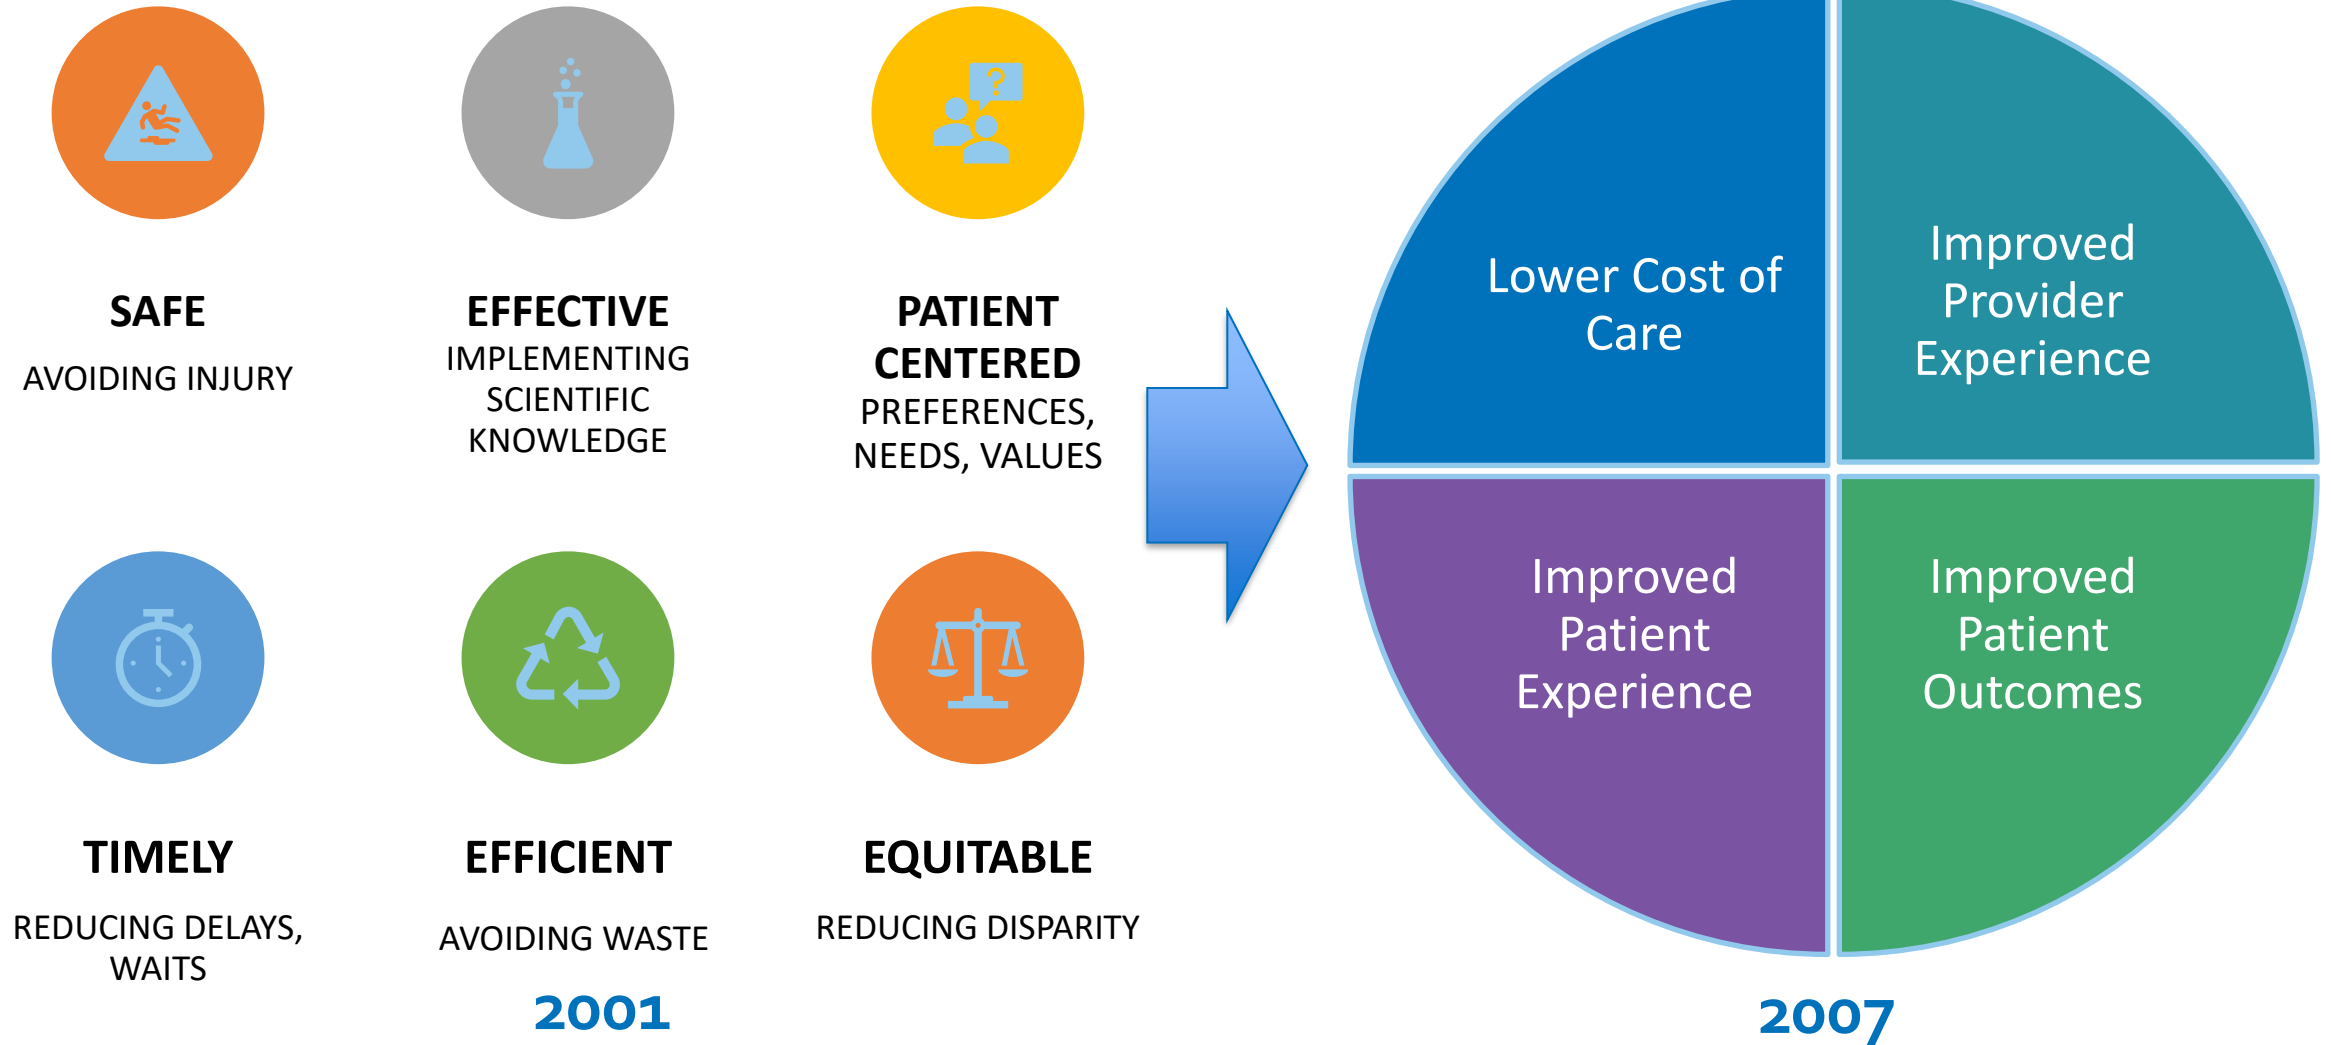 SAFE
AVOIDING INJURY
EFFECTIVE
IMPLEMENTING
SCIENTIFIC
KNOWLEDGE
?
PATIENT
CENTERED
PREFERENCES,
NEEDS, VALUES
TIMELY
REDUCING DELAYS,
WAITS
EFFICIENT
AVOIDING WASTE
EQUITABLE
REDUCING DISPARITY
2001
Lower Cost of
Care
Improved
Provider
Experience
Improved
Patient
Experience
Improved
Patient
Outcomes
2007